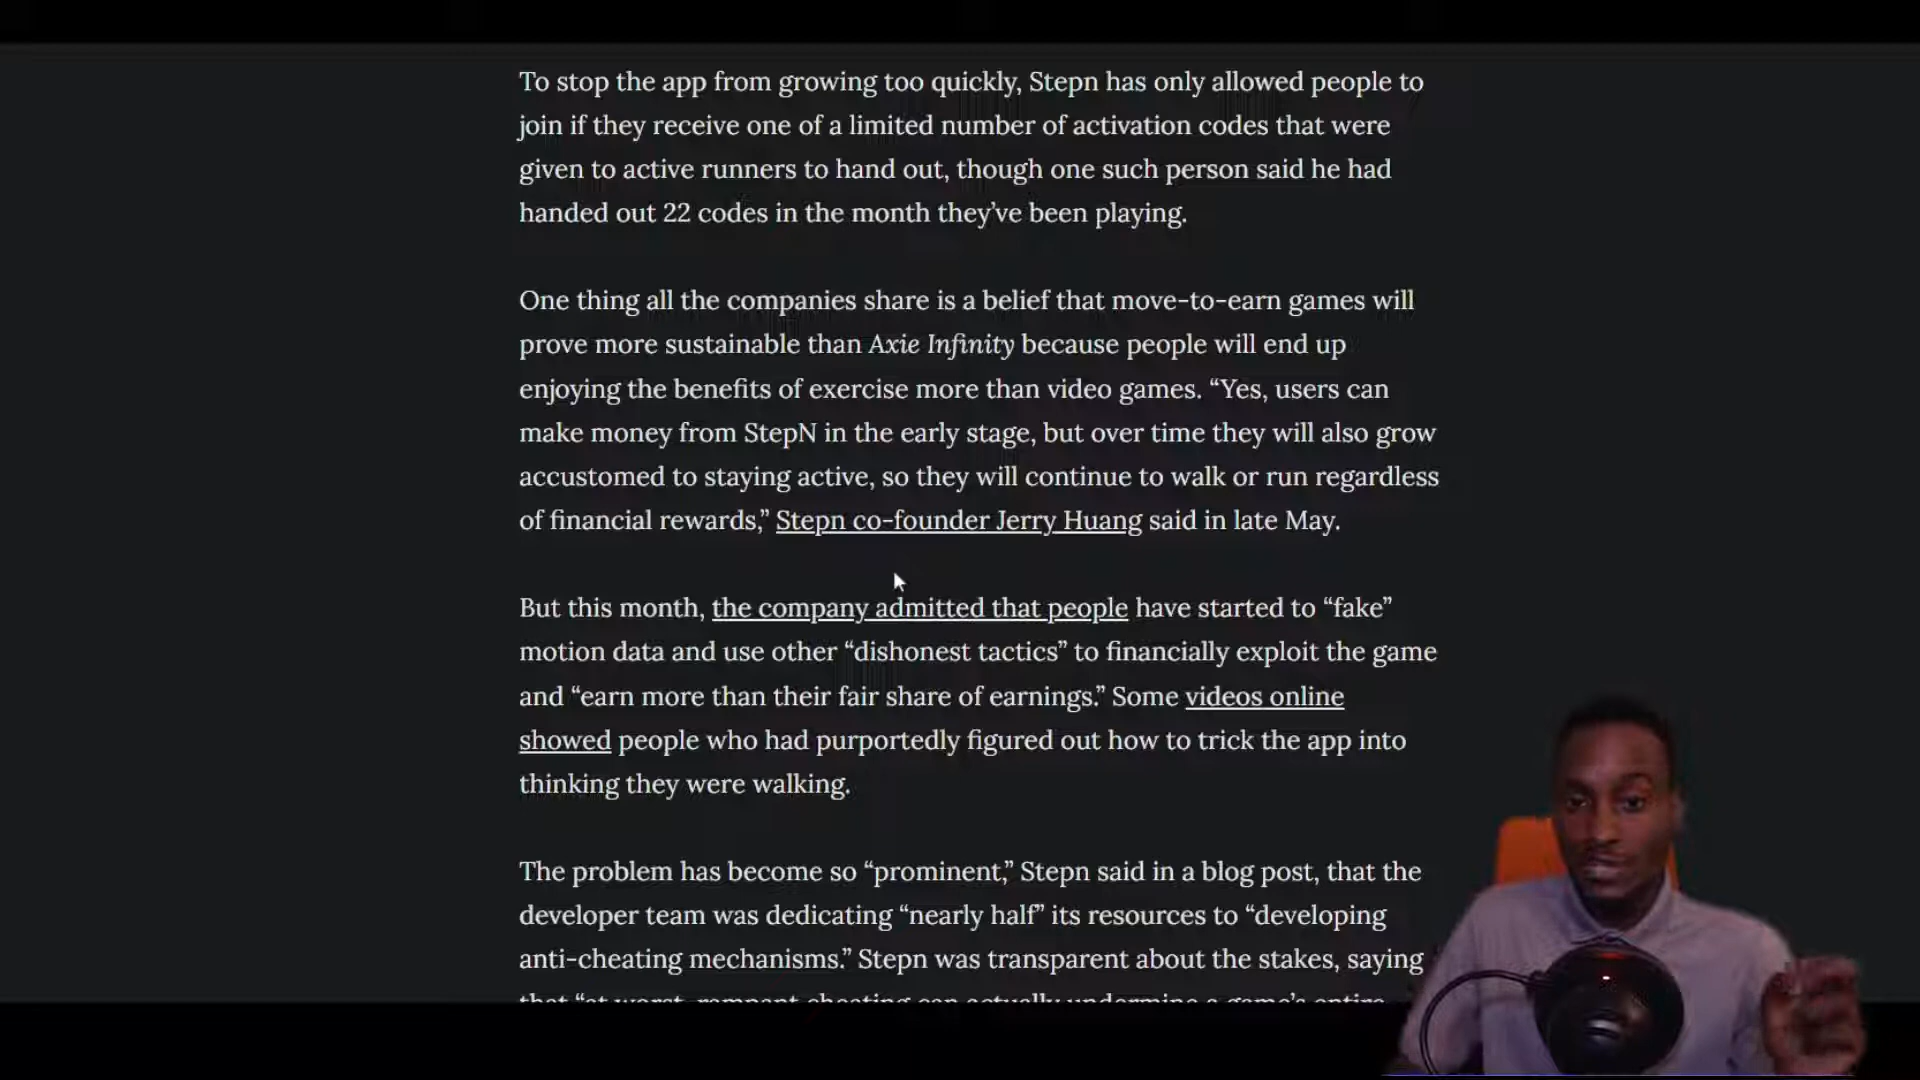 To stop the app from growing too quickly, Stepn has only allowed people to
join if they receive one of a limited number of activation codes that were
given to active runners to hand out, though one such person said he had
handed out 22 codes in the month they’ve been playing.
One thing all the companies share is a belief that move-to-earn games will
prove more sustainable than Axie Infinity because people will end up
enjoying the benefits of exercise more than video games. “Yes, users can
make money from StepN in the early stage, but over time they will also grow
accustomed to staying active, so they will continue to walk or run regardless
of financial rewards,” Stepn co-founder Jerry Huang said in late May.
But this month, the company admitted that people have started to “fake”
motion data and use other “dishonest tactics” to financially exploit the game
and “earn more than their fair share of earnings.” Some videos online
showed people who had purportedly figured out how to trick the app into
thinking they were walking.
The problem has become so “prominent,” Stepn said in a blog post, that the
developer team was dedicating “nearly half” its resources to “developing
anti-cheating mechanisms.” Stepn was transparent about the stakes, saying
that “at worst, rampant cheating can actually undermine a game’s entire